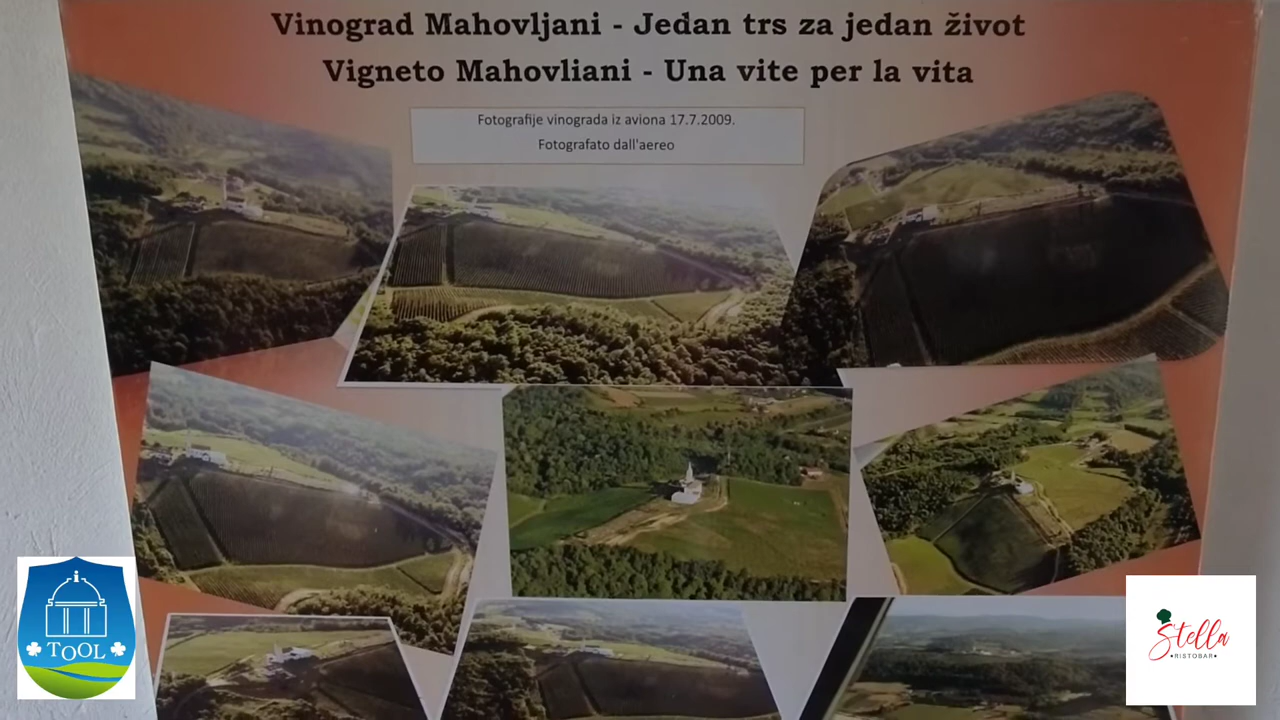 Vinograd Mahovljani - Jedan trs za jedan život
Vigneto Mahovliani - Una vite per la vita
Fotografije vinograda iz aviona 17.7.2009.
Fotografato dall'aereo
TOOL
Stella
•RISTOBAR•